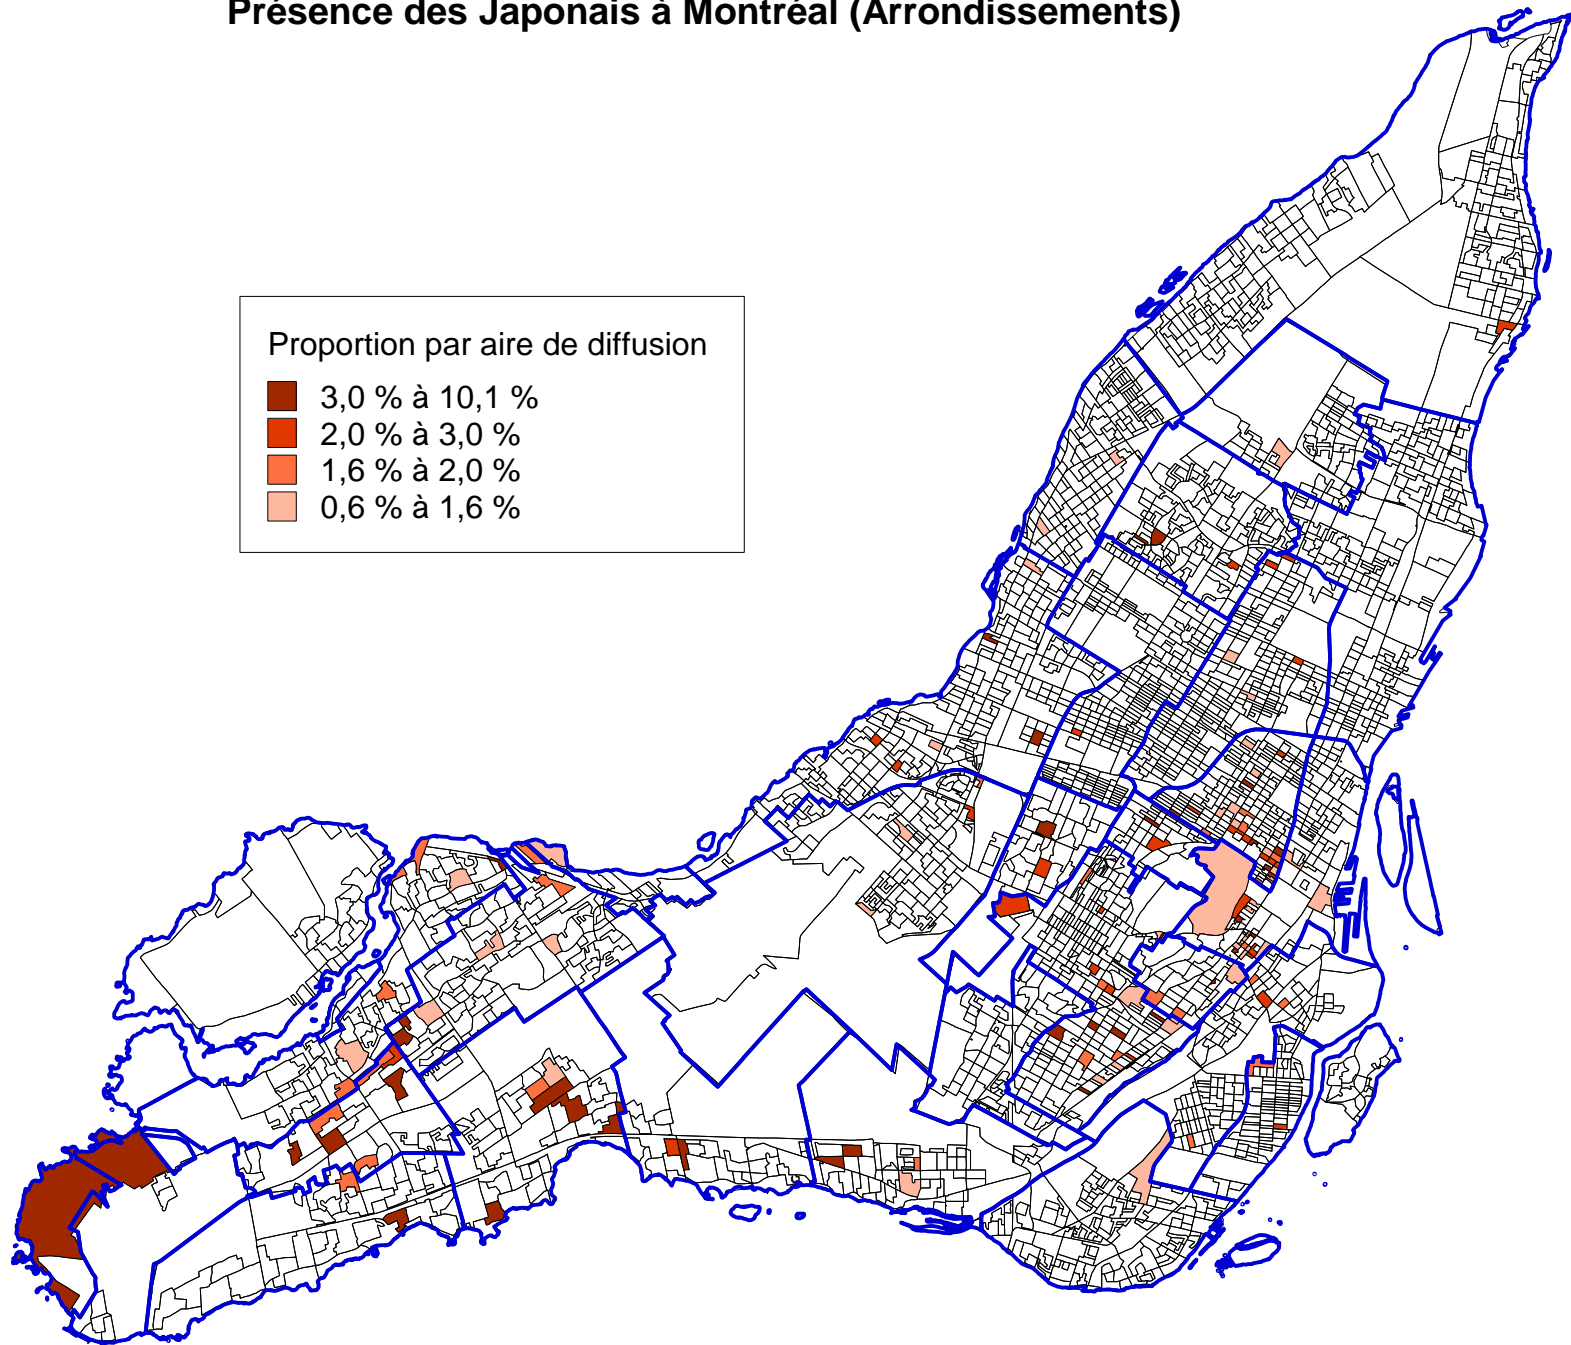 Présence des Japonais à Montréal (Arrondissements)
Proportion par aire de diffusion
3,0 % à 10,1 %
2,0 % à 3,0 %
1,6 % à 2,0 %
0,6 % à 1,6 %